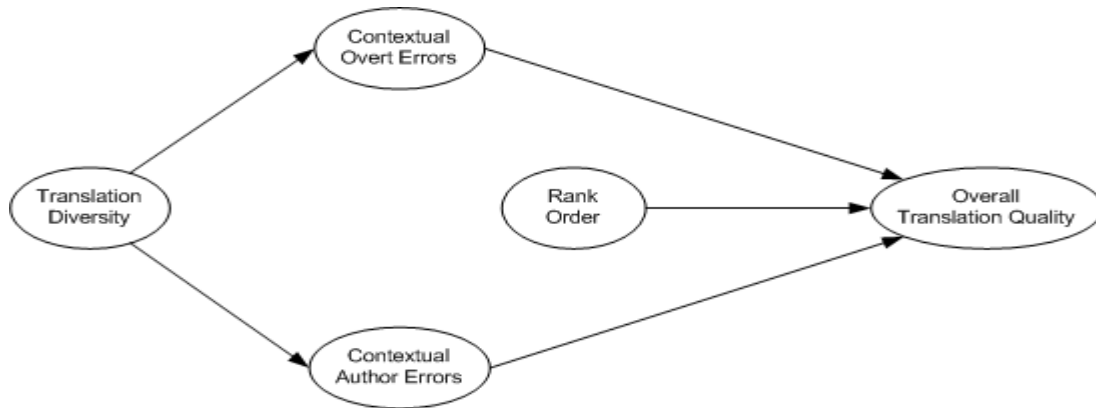 Contextual
Overt Errors
Translation
Diversity
Rank
Order
Overall
Translation Quality
Contextual
Author Errors